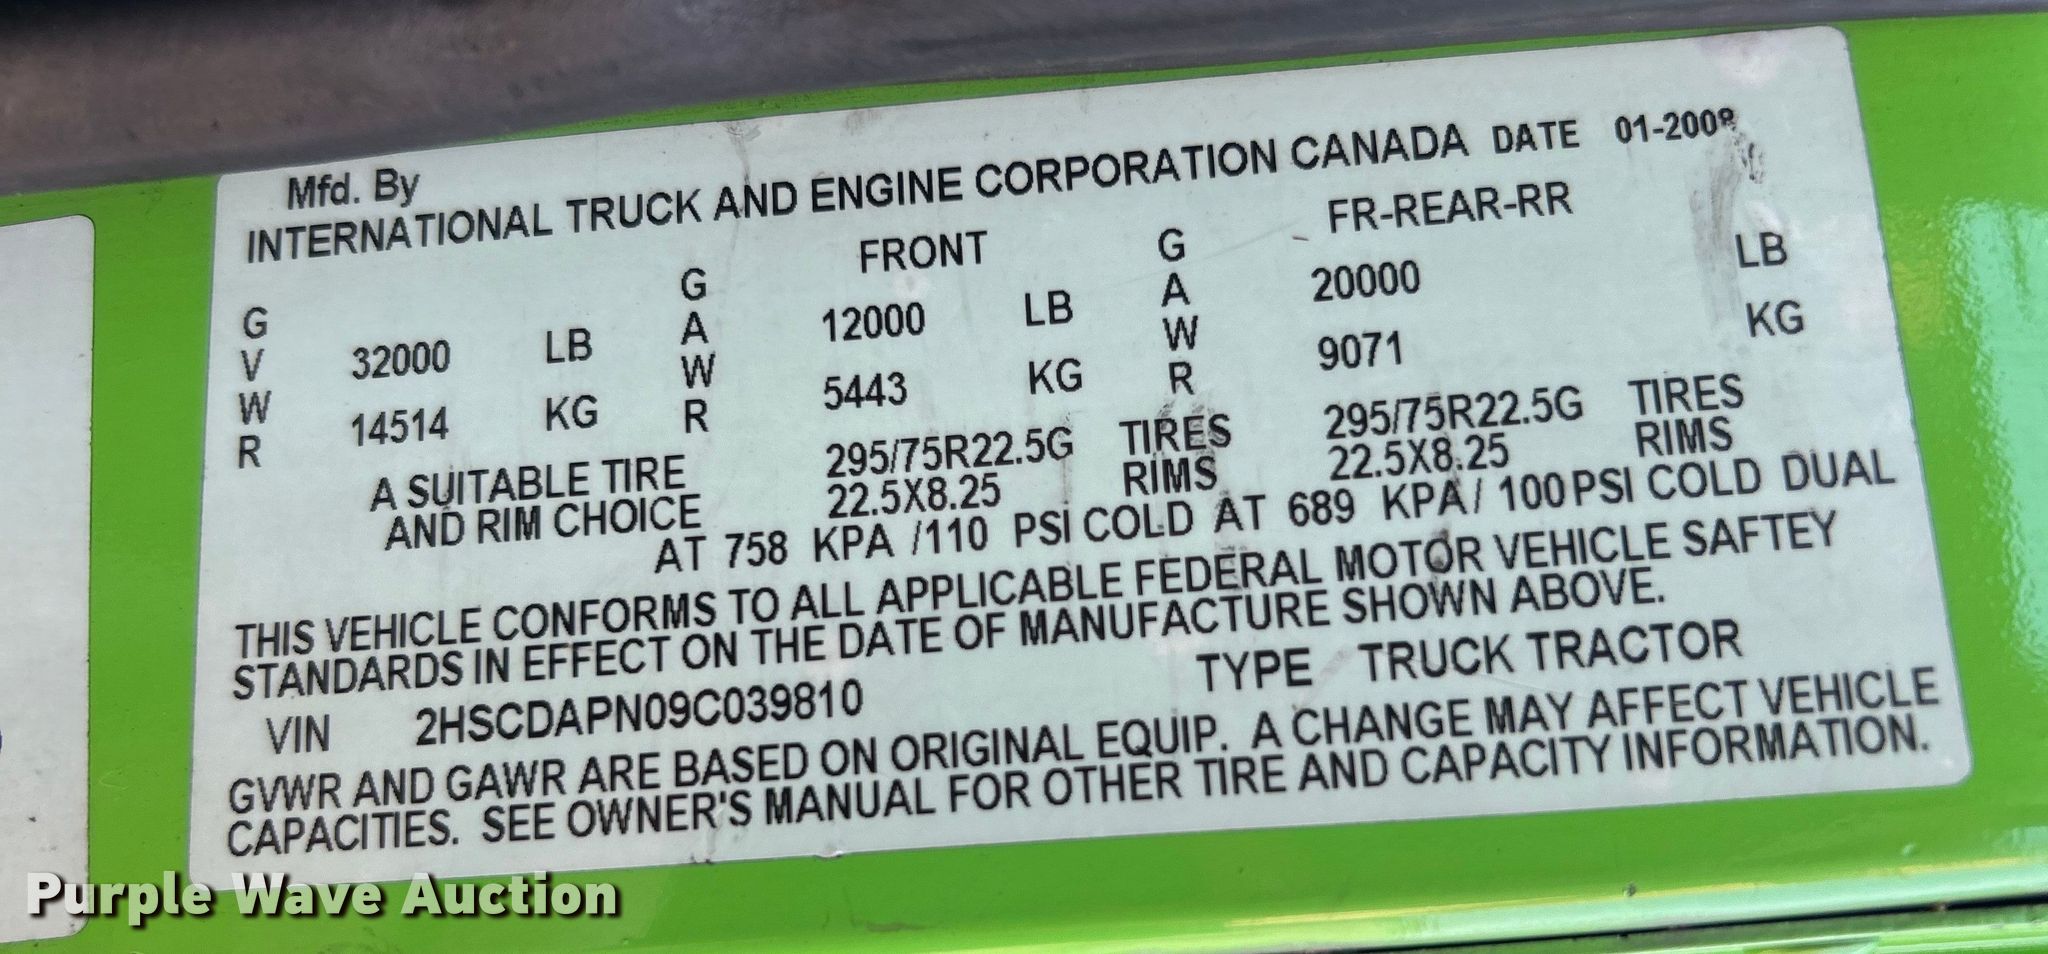 Mfd. By
INTERNATIONAL TRUCK AND ENGINE CORPORATION CANADA DATE 01-2008
GVWR 32000 LB 14514 KG
GAWR FRONT 12000 LB 5443 KG
GAWR FR-REAR-RR 20000 LB 9071 KG
A SUITABLE TIRE 295/75R22.5G TIRES 295/75R22.5G TIRES
AND RIM CHOICE 22.5X8.25 RIMS 22.5X8.25 RIMS
AT 758 KPA /110 PSI COLD AT 689 KPA/ 100PSI COLD DUAL
THIS VEHICLE CONFORMS TO ALL APPLICABLE FEDERAL MOTOR VEHICLE SAFTEY
STANDARDS IN EFFECT ON THE DATE OF MANUFACTURE SHOWN ABOVE.
VIN 2HSCDAPN09C039810 TYPE TRUCK TRACTOR
GVWR AND GAWR ARE BASED ON ORIGINAL EQUIP. A CHANGE MAY AFFECT VEHICLE
CAPACITIES. SEE OWNER'S MANUAL FOR OTHER TIRE AND CAPACITY INFORMATION.
Purple Wave Auction